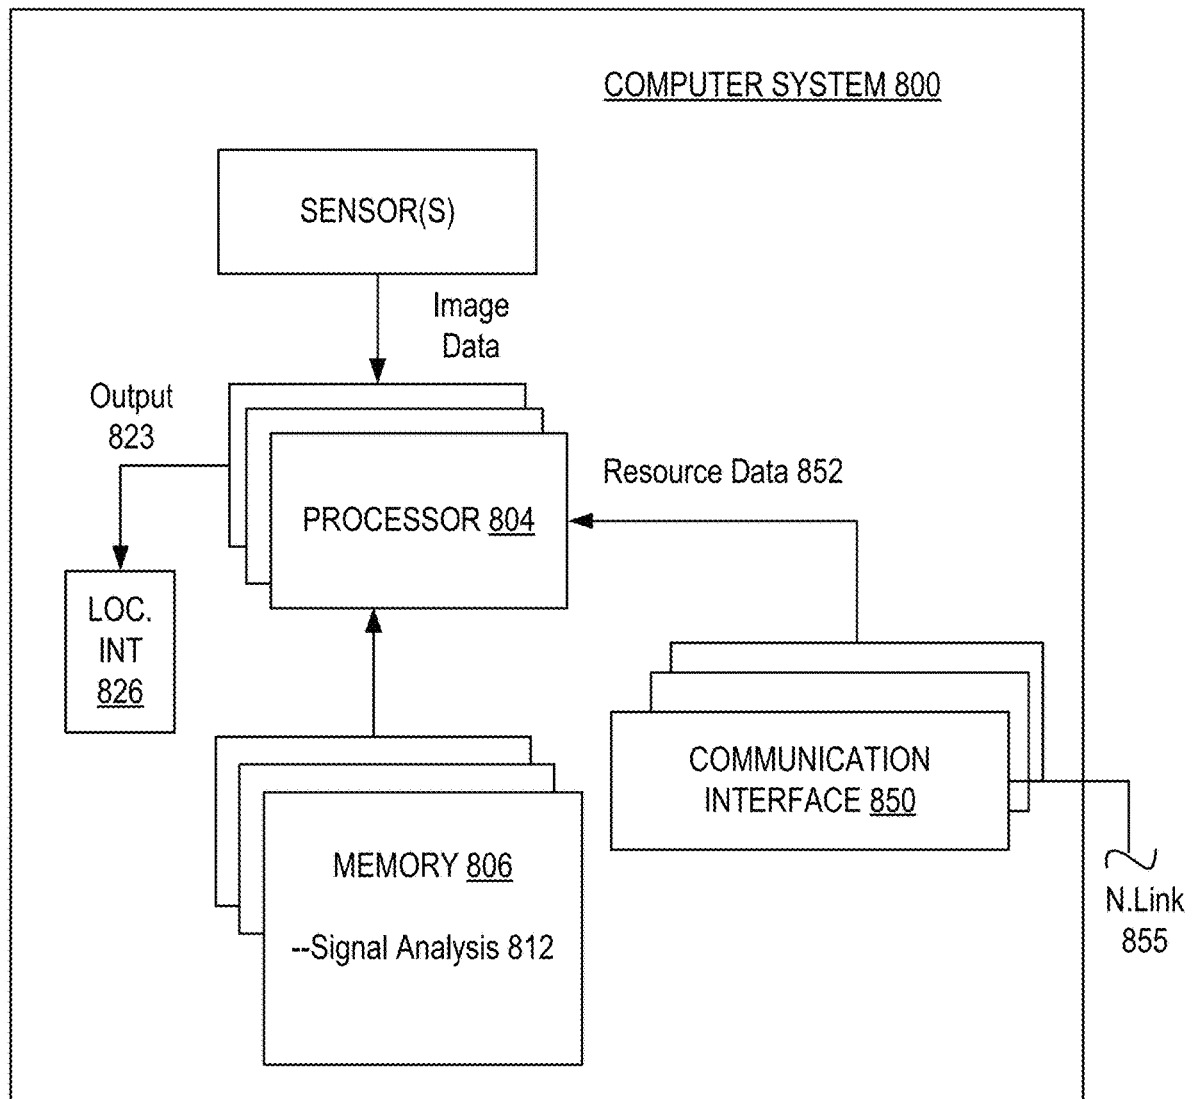 COMPUTER SYSTEM 800
SENSOR(S)
Image
Data
Output
823
Resource Data 852
PROCESSOR 804
LOC.
INT
826
COMMUNICATION
INTERFACE 850
MEMORY 806
--Signal Analysis 812
N.Link
855